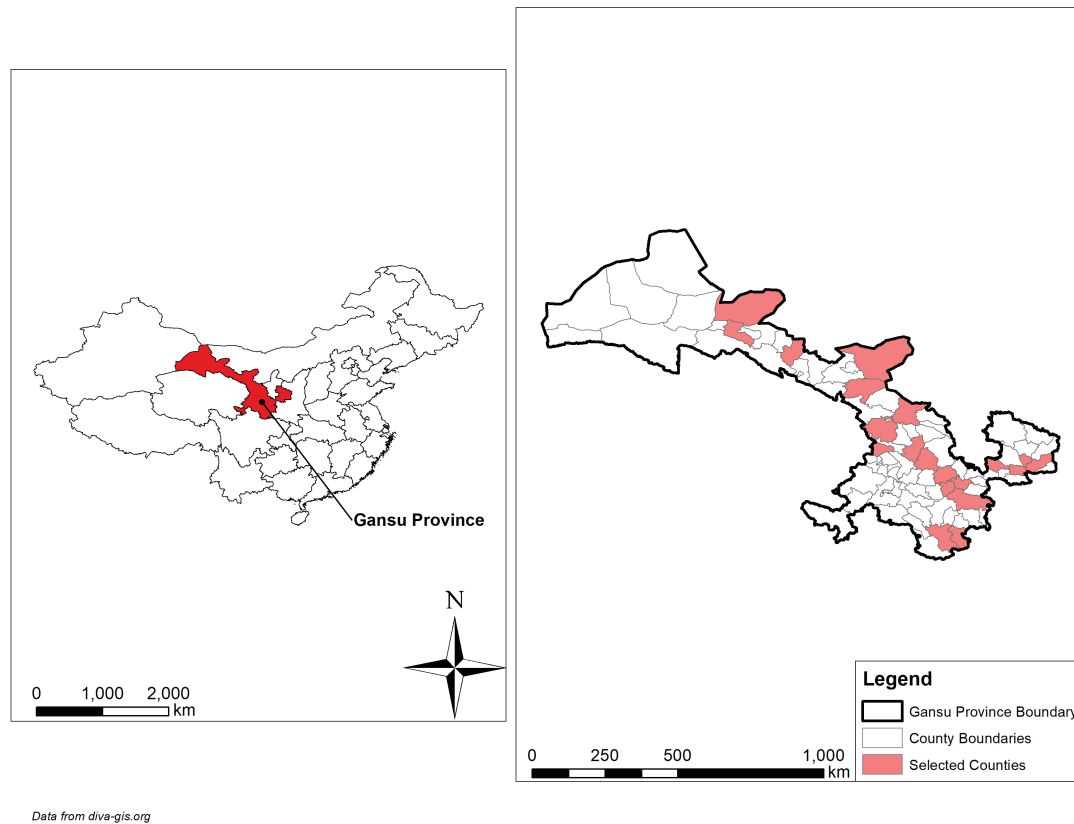 Gansu Province
N
0 1,000 2,000
km
Legend
Gansu Province Boundary
County Boundaries
Selected Counties
0 250 500 1,000
km
Data from diva-gis.org